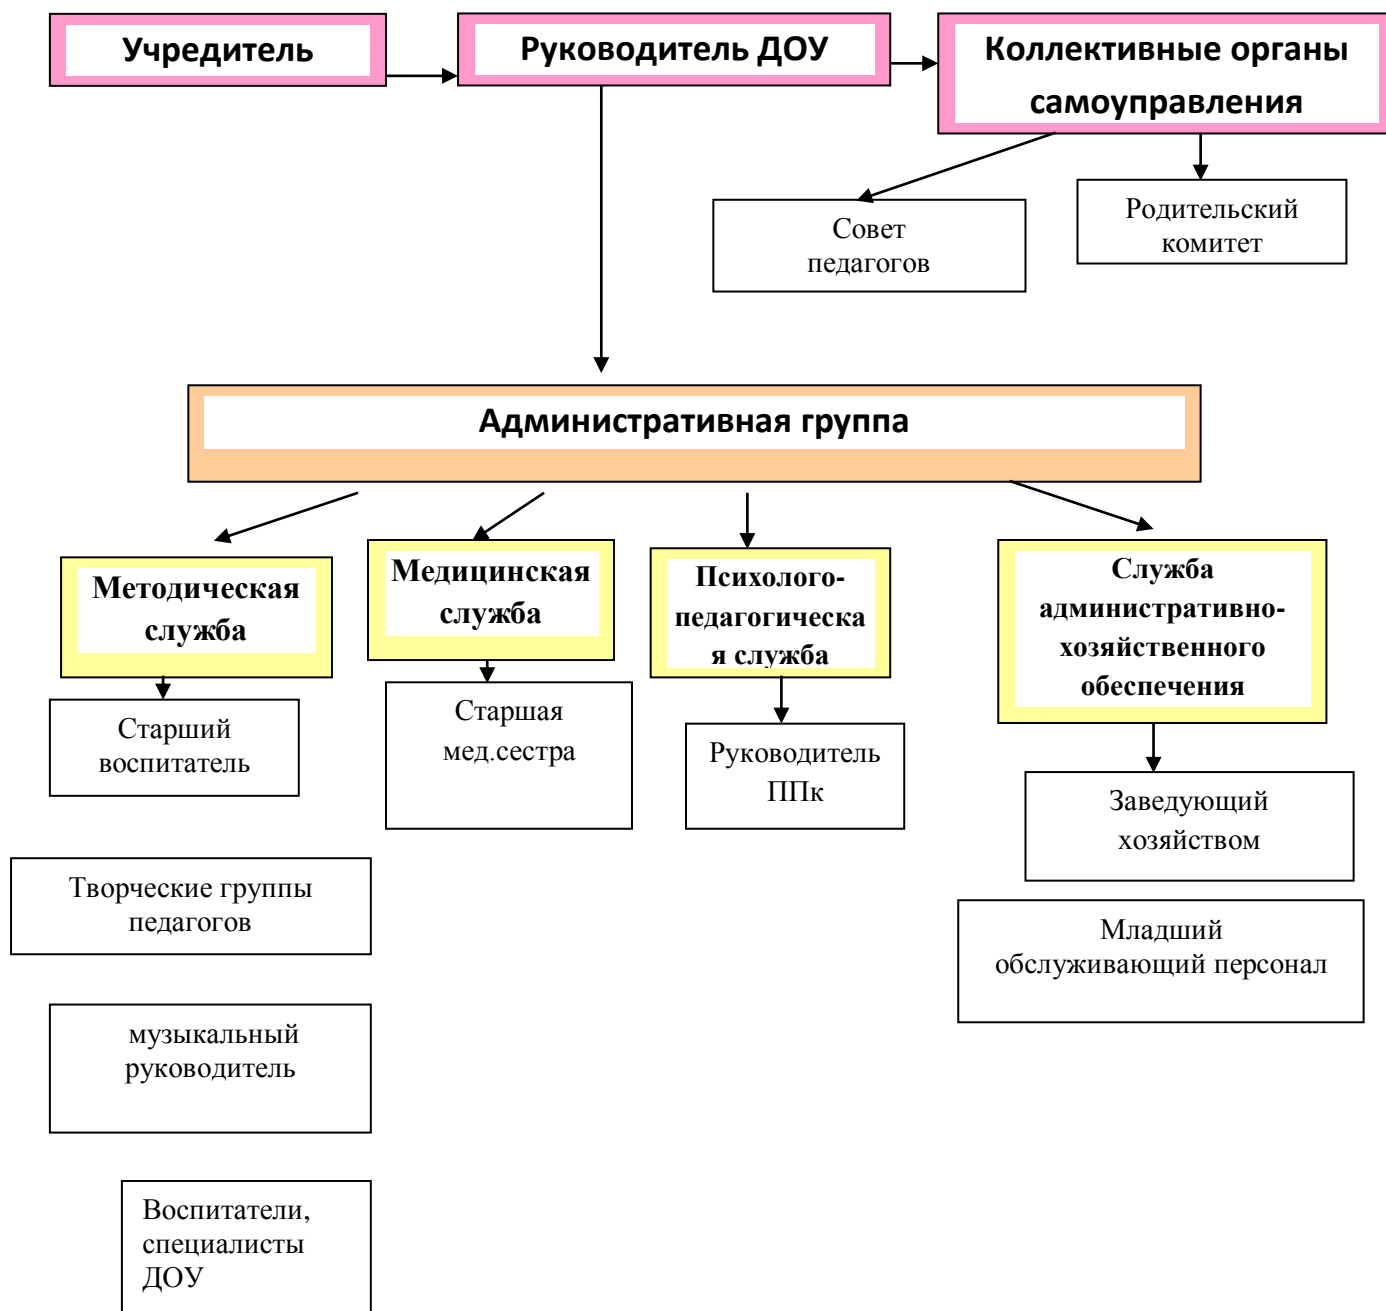 Учредитель
Руководитель ДОУ
Коллективные органы
самоуправления
Совет
педагогов
Родительский
комитет
Административная группа
Методическая
служба
Медицинская
служба
Психолого-
педагогическа
я служба
Служба
административно-
хозяйственного
обеспечения
Старший
воспитатель
Старшая
мед.сестра
Руководитель
ППк
Заведующий
хозяйством
Творческие группы
педагогов
Младший
обслуживающий персонал
музыкальный
руководитель
Воспитатели,
специалисты
ДОУ